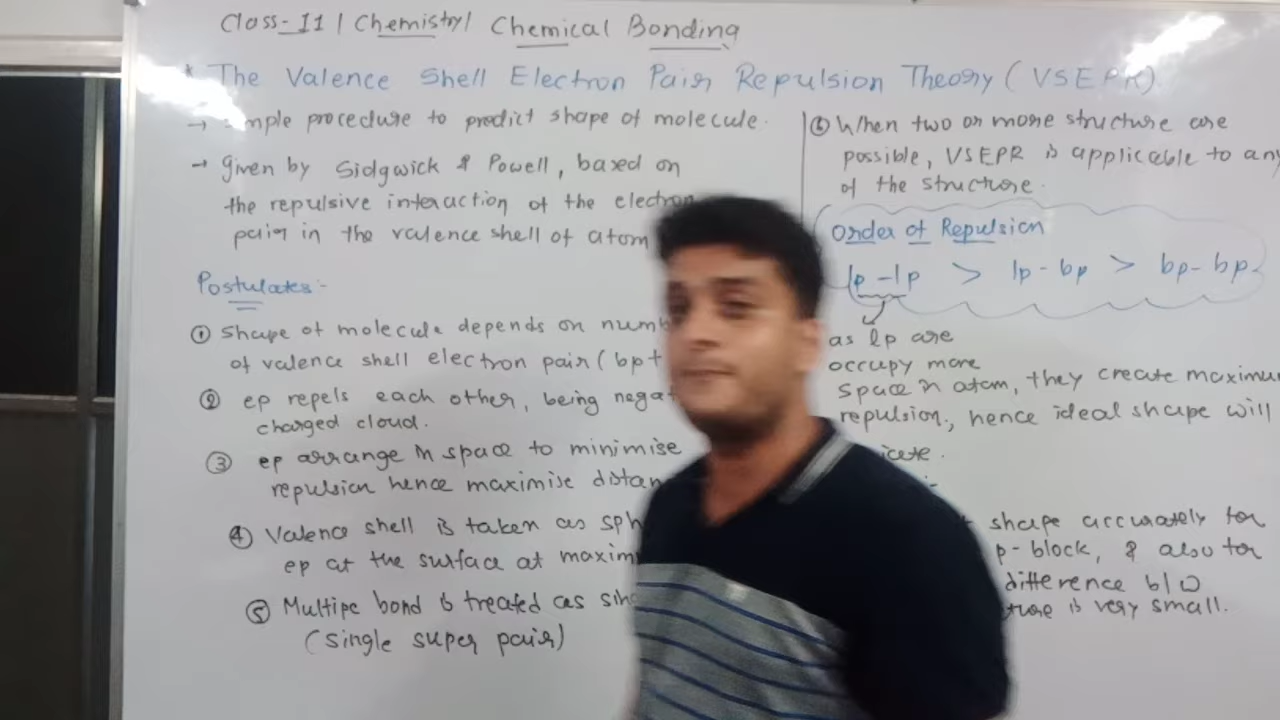 Class-11 | Chemistry | Chemical Bonding
* The Valence Shell Electron Pair Repulsion Theory (VSEPR)
→ Simple procedure to predict shape of molecule.
→ given by Sidgwick & Powell, based on
the repulsive interaction of the electron
pair in the valence shell of atom
Postulates:-
① Shape of molecule depends on numb
of valence shell electron pair (bp+
② ep repels each other, being negat
charged cloud.
③ ep arrange in space to minimise
repulsion hence maximise distan
④ Valence shell is taken as sph
ep at the surface at maxim
⑤ Multipe bond is treated as sin
(single super pair)
⑥ When two or more structure are
possible, VSEPR is applicable to any
of the structure.
Order of Repulsion
lp-lp > lp-bp > bp-bp
as lp are
occupy more
space in atom, they create maximum
repulsion, hence ideal shape will
shape accurately for
p-block, & also for
difference b/w
ture is very small.